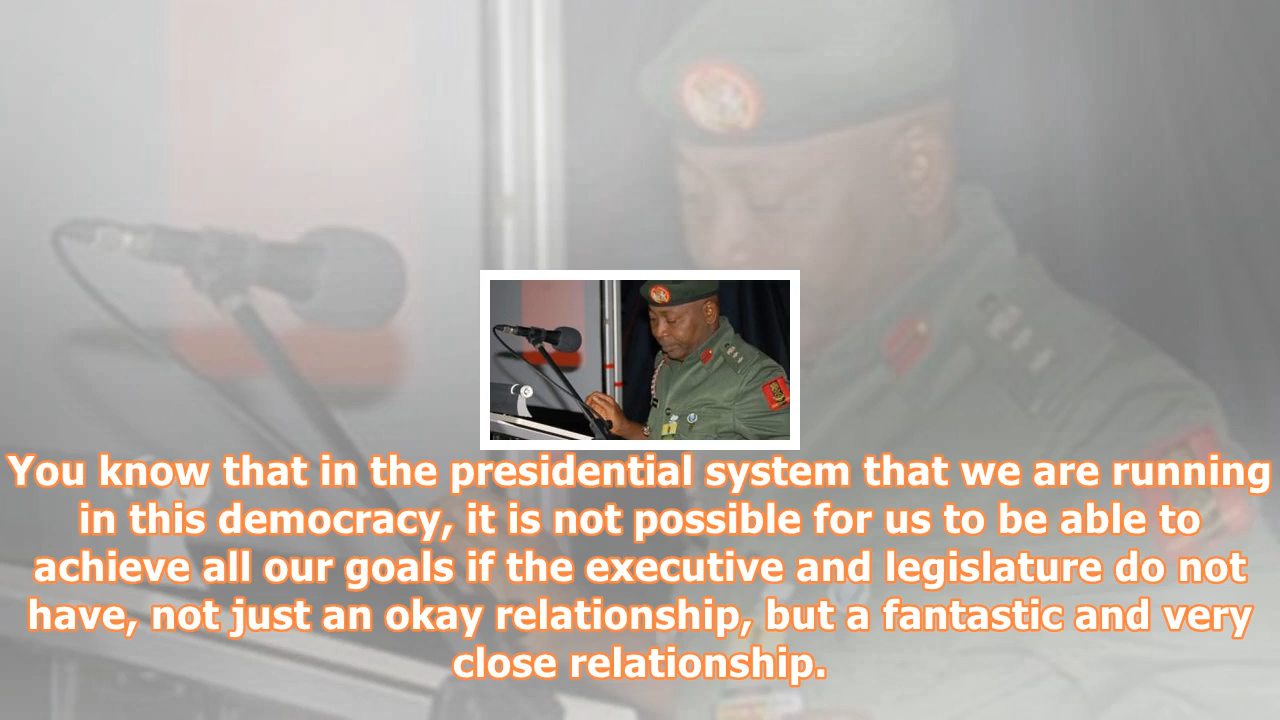 You know that in the presidential system that we are running
in this democracy, it is not possible for us to be able to
achieve all our goals if the executive and legislature do not
have, not just an okay relationship, but a fantastic and very
close relationship.